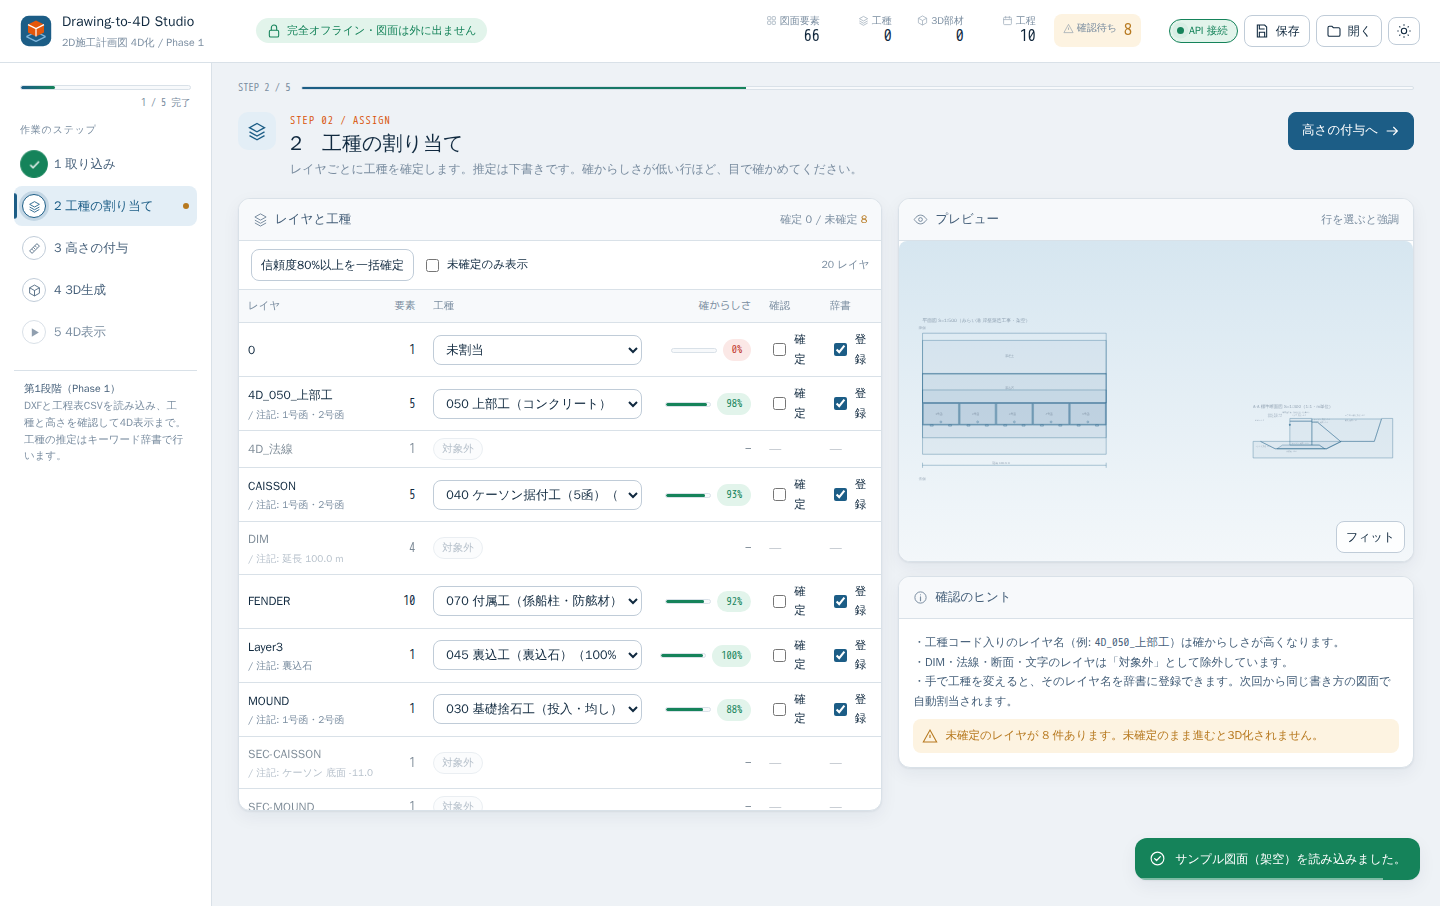 Drawing-to-4D Studio
2D施工計画図 4D化 / Phase 1
完全オフライン・図面は外に出ません
図面要素 66
工種 0
3D部材 0
工程 10
確認待ち 8
API 接続
保存
開く
1 / 5 完了
作業のステップ
1 取り込み
2 工種の割り当て
3 高さの付与
4 3D生成
5 4D表示
第1段階（Phase 1）
DXFと工程表CSVを読み込み、工
種と高さを確認して4D表示まで。
工種の推定はキーワード辞書で行
います。
STEP 2 / 5
STEP 02 / ASSIGN
2 工種の割り当て
レイヤごとに工種を確定します。推定は下書きです。確からしさが低い行ほど、目で確かめてください。
高さの付与へ
レイヤと工種
確定 0 / 未確定 8
信頼度80%以上を一括確定
未確定のみ表示
20 レイヤ
レイヤ 要素 工種 確からしさ 確認 辞書
0 1 未割当 0% 確定 登録
4D_050_上部工 5 050 上部工（コンクリート） 98% 確定 登録
/ 注記: 1号函・2号函
4D_法線 1 対象外 – — —
CAISSON 5 040 ケーソン据付工（5函）（ 93% 確定 登録
/ 注記: 1号函・2号函
DIM 4 対象外 – — —
/ 注記: 延長 100.0 m
FENDER 10 070 付属工（係船柱・防舷材） 92% 確定 登録
Layer3 1 045 裏込工（裏込石）（100% 100% 確定 登録
/ 注記: 裏込石
MOUND 1 030 基礎捨石工（投入・均し） 88% 確定 登録
/ 注記: 1号函・2号函
SEC-CAISSON 1 対象外 – — —
/ 注記: ケーソン 底面 -11.0
SEC-MOUND 1 対象外 – — —
プレビュー
行を選ぶと強調
フィット
確認のヒント
・工種コード入りのレイヤ名（例: 4D_050_上部工）は確からしさが高くなります。
・DIM・法線・断面・文字のレイヤは「対象外」として除外しています。
・手で工種を変えると、そのレイヤ名を辞書に登録できます。次回から同じ書き方の図面で
自動割当されます。
未確定のレイヤが 8 件あります。未確定のまま進むと3D化されません。
サンプル図面（架空）を読み込みました。